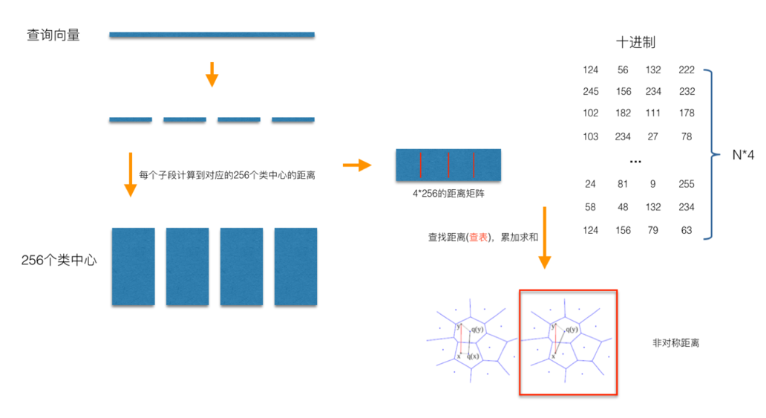 查询向量
每个子段计算到对应的256个类中心的距离
256个类中心
4*256的距离矩阵
查找距离(查表)，累加求和
十进制
124 56 132 222
245 156 234 232
102 182 111 178
103 234 27 78
...
24 81 9 255
58 48 132 234
124 156 79 63
N*4
y q(y)
x q(x)
y q(y)
x
非对称距离